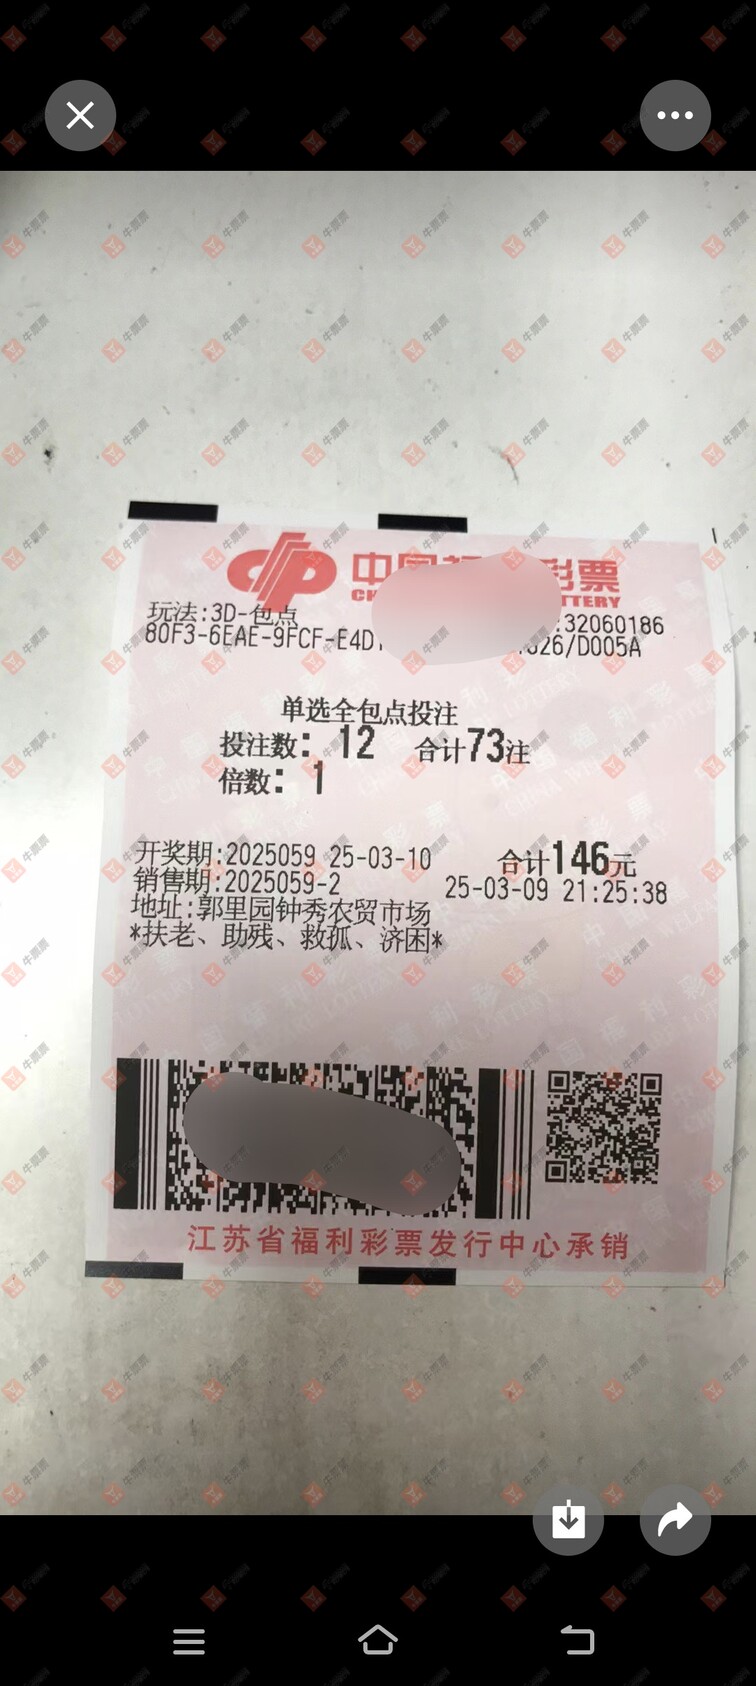 中国 彩票
玩法:3D-包点 :32060186
80F3-6EAE-9FCF-E4D /D005A
单选全包点投注
投注数: 12 合计73注
倍数: 1
开奖期:2025059 25-03-10 合计146元
销售期:2025059-2 25-03-09 21:25:38
地址:郭里园钟秀农贸市场
*扶老、助残、救孤、济困*
江苏省福利彩票发行中心承销
牛票票